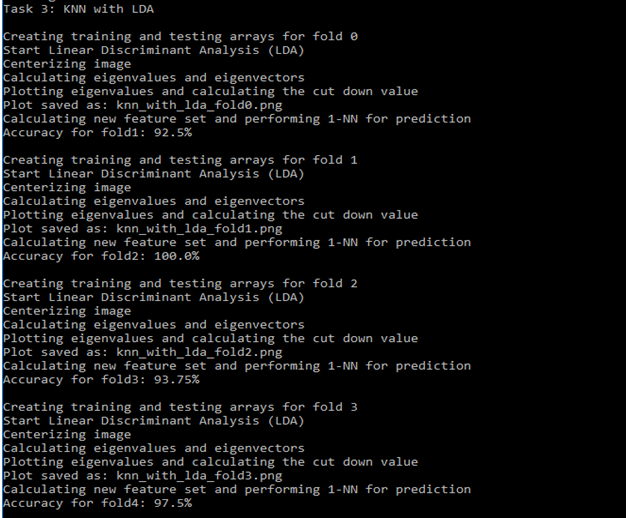 Task 3: KNN with LDA
Creating training and testing arrays for fold 0
Start Linear Discriminant Analysis (LDA)
Centerizing image
Calculating eigenvalues and eigenvectors
Plotting eigenvalues and calculating the cut down value
Plot saved as: knn_with_lda_fold0.png
Calculating new feature set and performing 1-NN for prediction
Accuracy for fold1: 92.5%
Creating training and testing arrays for fold 1
Start Linear Discriminant Analysis (LDA)
Centerizing image
Calculating eigenvalues and eigenvectors
Plotting eigenvalues and calculating the cut down value
Plot saved as: knn_with_lda_fold1.png
Calculating new feature set and performing 1-NN for prediction
Accuracy for fold2: 100.0%
Creating training and testing arrays for fold 2
Start Linear Discriminant Analysis (LDA)
Centerizing image
Calculating eigenvalues and eigenvectors
Plotting eigenvalues and calculating the cut down value
Plot saved as: knn_with_lda_fold2.png
Calculating new feature set and performing 1-NN for prediction
Accuracy for fold3: 93.75%
Creating training and testing arrays for fold 3
Start Linear Discriminant Analysis (LDA)
Centerizing image
Calculating eigenvalues and eigenvectors
Plotting eigenvalues and calculating the cut down value
Plot saved as: knn_with_lda_fold3.png
Calculating new feature set and performing 1-NN for prediction
Accuracy for fold4: 97.5%